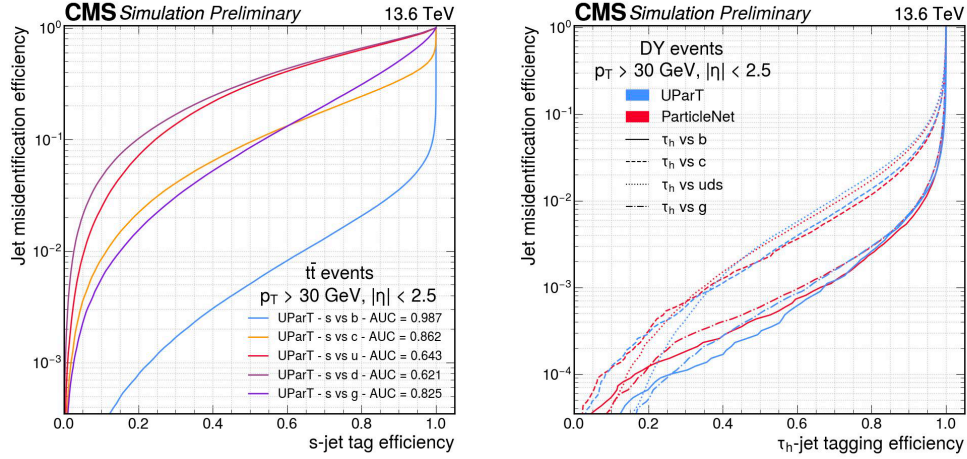 CMS Simulation Preliminary 13.6 TeV
Jet misidentification efficiency
10⁰
10⁻¹
10⁻²
10⁻³
tt̄ events
p_T > 30 GeV, |η| < 2.5
UParT - s vs b - AUC = 0.987
UParT - s vs c - AUC = 0.862
UParT - s vs u - AUC = 0.643
UParT - s vs d - AUC = 0.621
UParT - s vs g - AUC = 0.825
0.0 0.2 0.4 0.6 0.8 1.0
s-jet tag efficiency
CMS Simulation Preliminary 13.6 TeV
Jet misidentification efficiency
10⁰
10⁻¹
10⁻²
10⁻³
10⁻⁴
DY events
p_T > 30 GeV, |η| < 2.5
UParT
ParticleNet
τ_h vs b
τ_h vs c
τ_h vs uds
τ_h vs g
0.0 0.2 0.4 0.6 0.8 1.0
τ_h-jet tagging efficiency